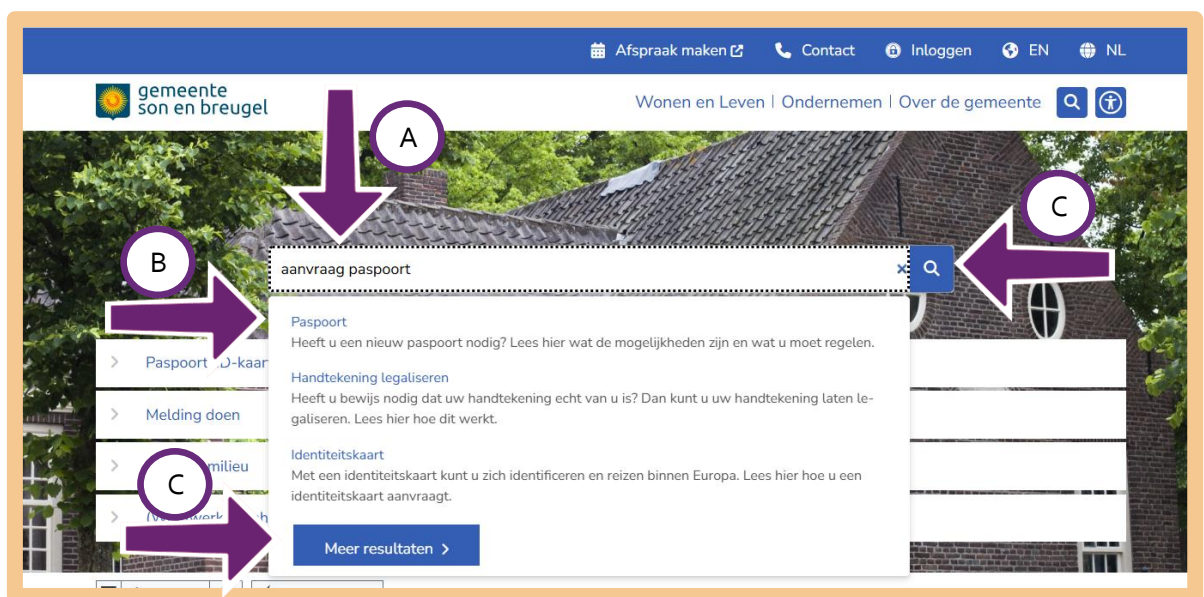 Afspraak maken Contact Inloggen EN NL
gemeente
son en breugel
Wonen en Leven | Ondernemen | Over de gemeente
A
C
B
aanvraag paspoort
Paspoort
Heeft u een nieuw paspoort nodig? Lees hier wat de mogelijkheden zijn en wat u moet regelen.
Paspoort
Handtekening legaliseren
Heeft u bewijs nodig dat uw handtekening echt van u is? Dan kunt u uw handtekening laten le-
galiseren. Lees hier hoe dit werkt.
Melding doen
Identiteitskaart
Met een identiteitskaart kunt u zich identificeren en reizen binnen Europa. Lees hier hoe u een
identiteitskaart aanvraagt.
C
Meer resultaten